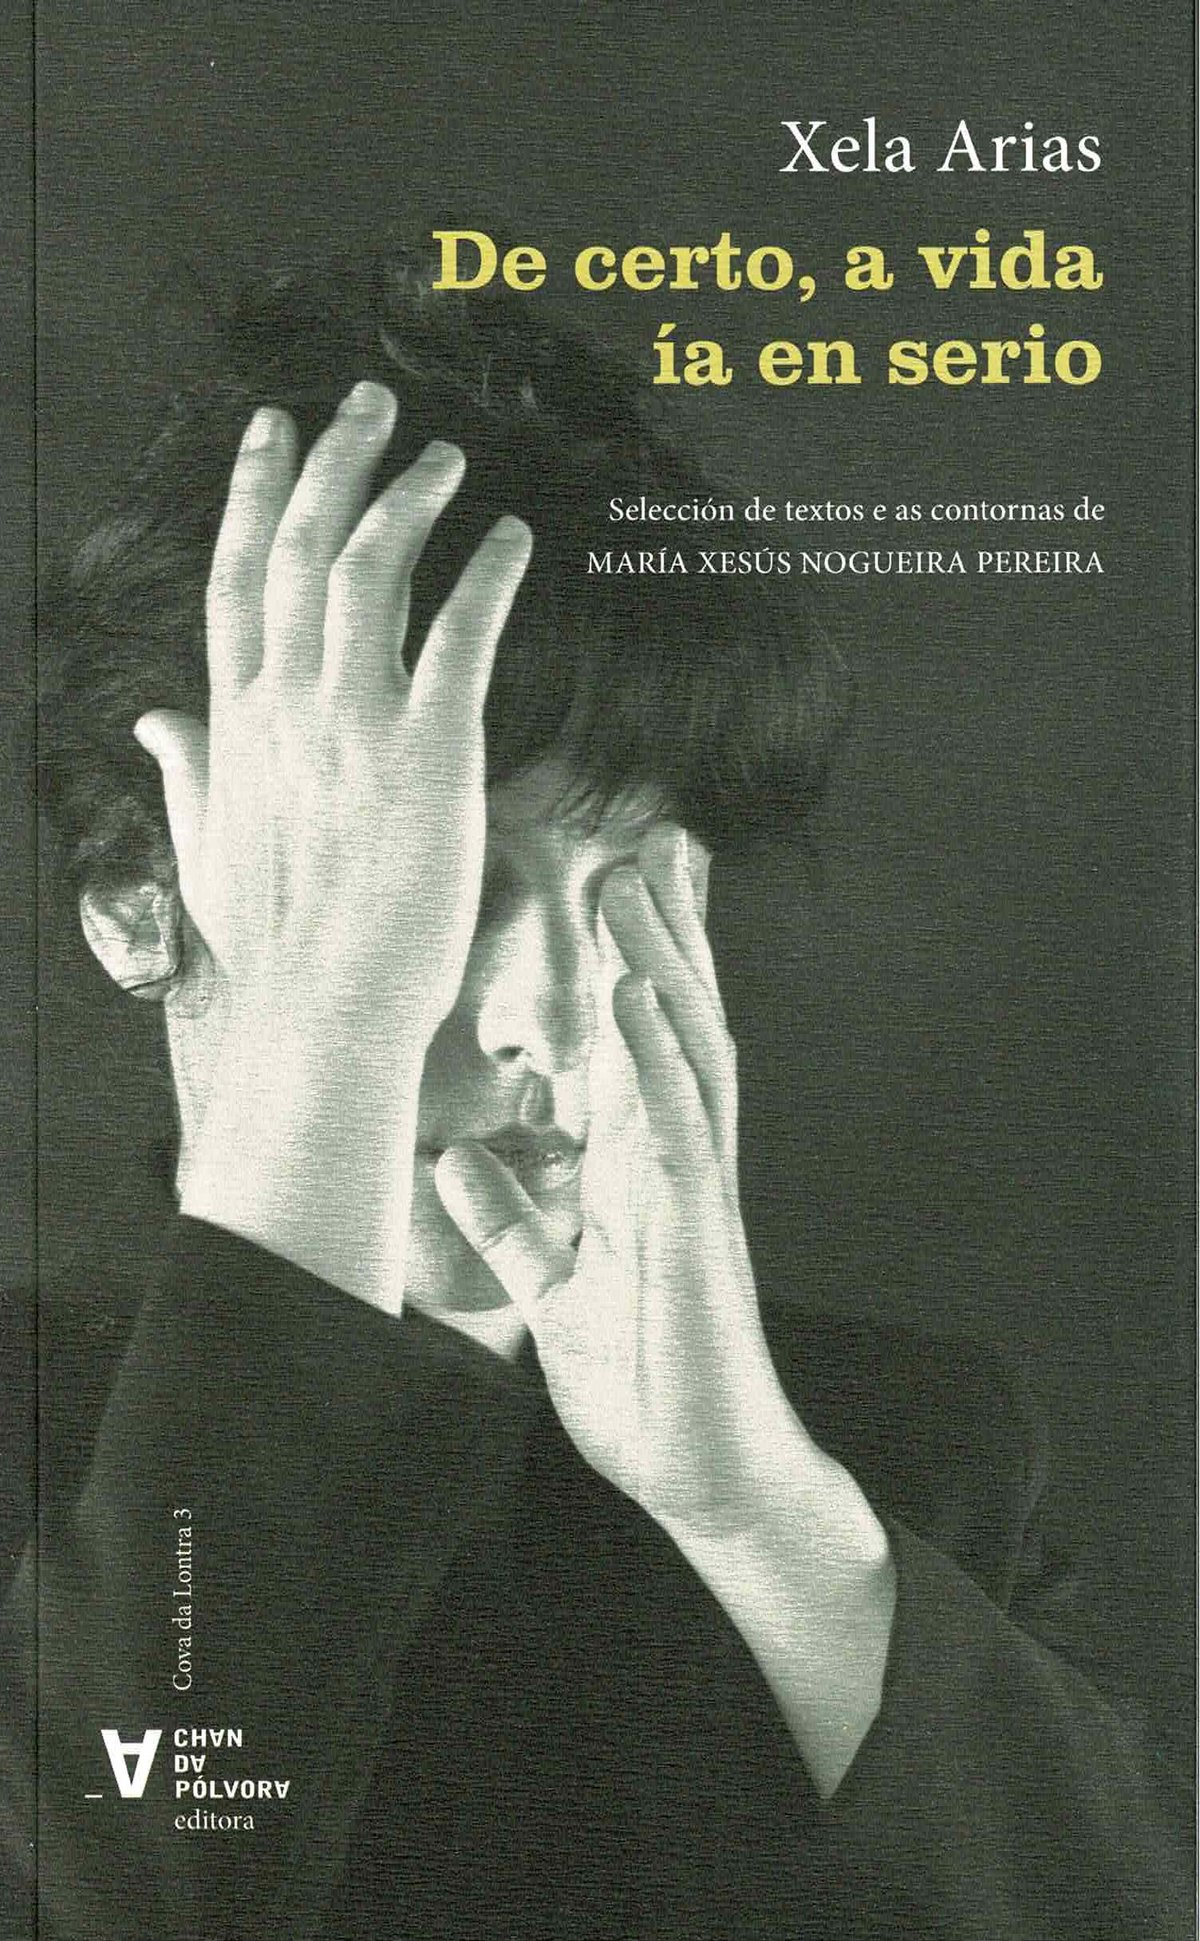 Xela Arias
De certo, a vida
ía en serio
Selección de textos e as contornas de
MARÍA XESÚS NOGUEIRA PEREIRA
Cova da Lontra 3
CHAN
DA
PÓLVORA
editora